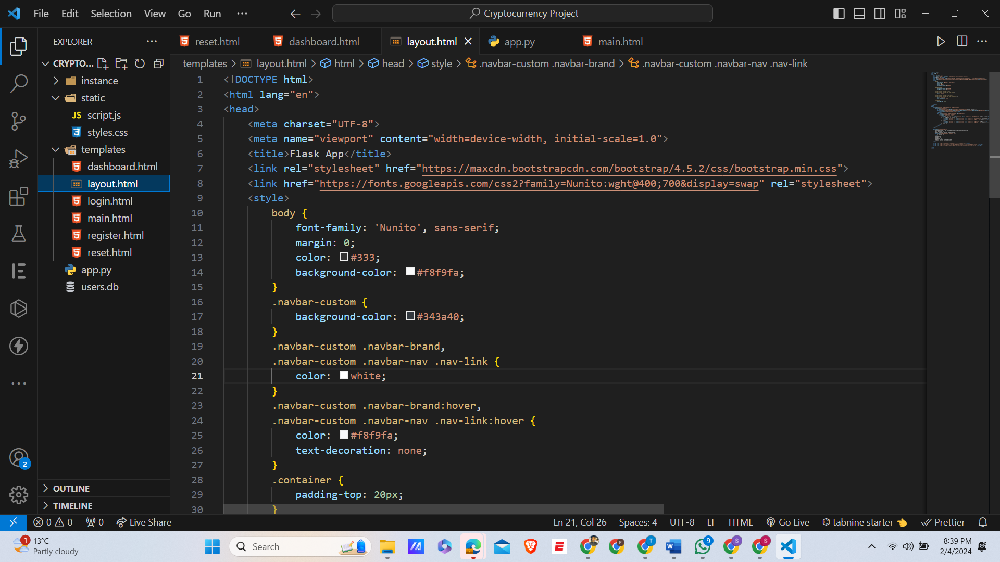 File Edit Selection View Go Run ··· Cryptocurrency Project
EXPLORER ···
CRYPTO...
instance
static
JS script.js
styles.css
templates
dashboard.html
layout.html
login.html
main.html
register.html
reset.html
app.py
users.db
OUTLINE
TIMELINE
2
reset.html dashboard.html layout.html app.py main.html
templates > layout.html > html > head > style > .navbar-custom .navbar-brand > .navbar-custom .navbar-nav .nav-link
1 <!DOCTYPE html>
2 <html lang="en">
3 <head>
4 <meta charset="UTF-8">
5 <meta name="viewport" content="width=device-width, initial-scale=1.0">
6 <title>Flask App</title>
7 <link rel="stylesheet" href="https://maxcdn.bootstrapcdn.com/bootstrap/4.5.2/css/bootstrap.min.css">
8 <link href="https://fonts.googleapis.com/css2?family=Nunito:wght@400;700&display=swap" rel="stylesheet">
9 <style>
10 body {
11 font-family: 'Nunito', sans-serif;
12 margin: 0;
13 color: #333;
14 background-color: #f8f9fa;
15 }
16 .navbar-custom {
17 background-color: #343a40;
18 }
19 .navbar-custom .navbar-brand,
20 .navbar-custom .navbar-nav .nav-link {
21 color: white;
22 }
23 .navbar-custom .navbar-brand:hover,
24 .navbar-custom .navbar-nav .nav-link:hover {
25 color: #f8f9fa;
26 text-decoration: none;
27 }
28 .container {
29 padding-top: 20px;
30 }
0 0 0 Live Share Ln 21, Col 26 Spaces: 4 UTF-8 LF HTML Go Live tabnine starter Prettier
1 13°C
Partly cloudy
Search
9
8:39 PM
2/4/2024